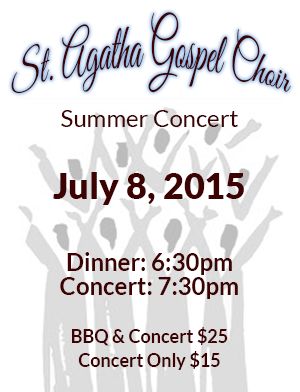 St. Agatha Gospel Choir
Summer Concert
July 8, 2015
Dinner: 6:30pm
Concert: 7:30pm
BBQ & Concert $25
Concert Only $15